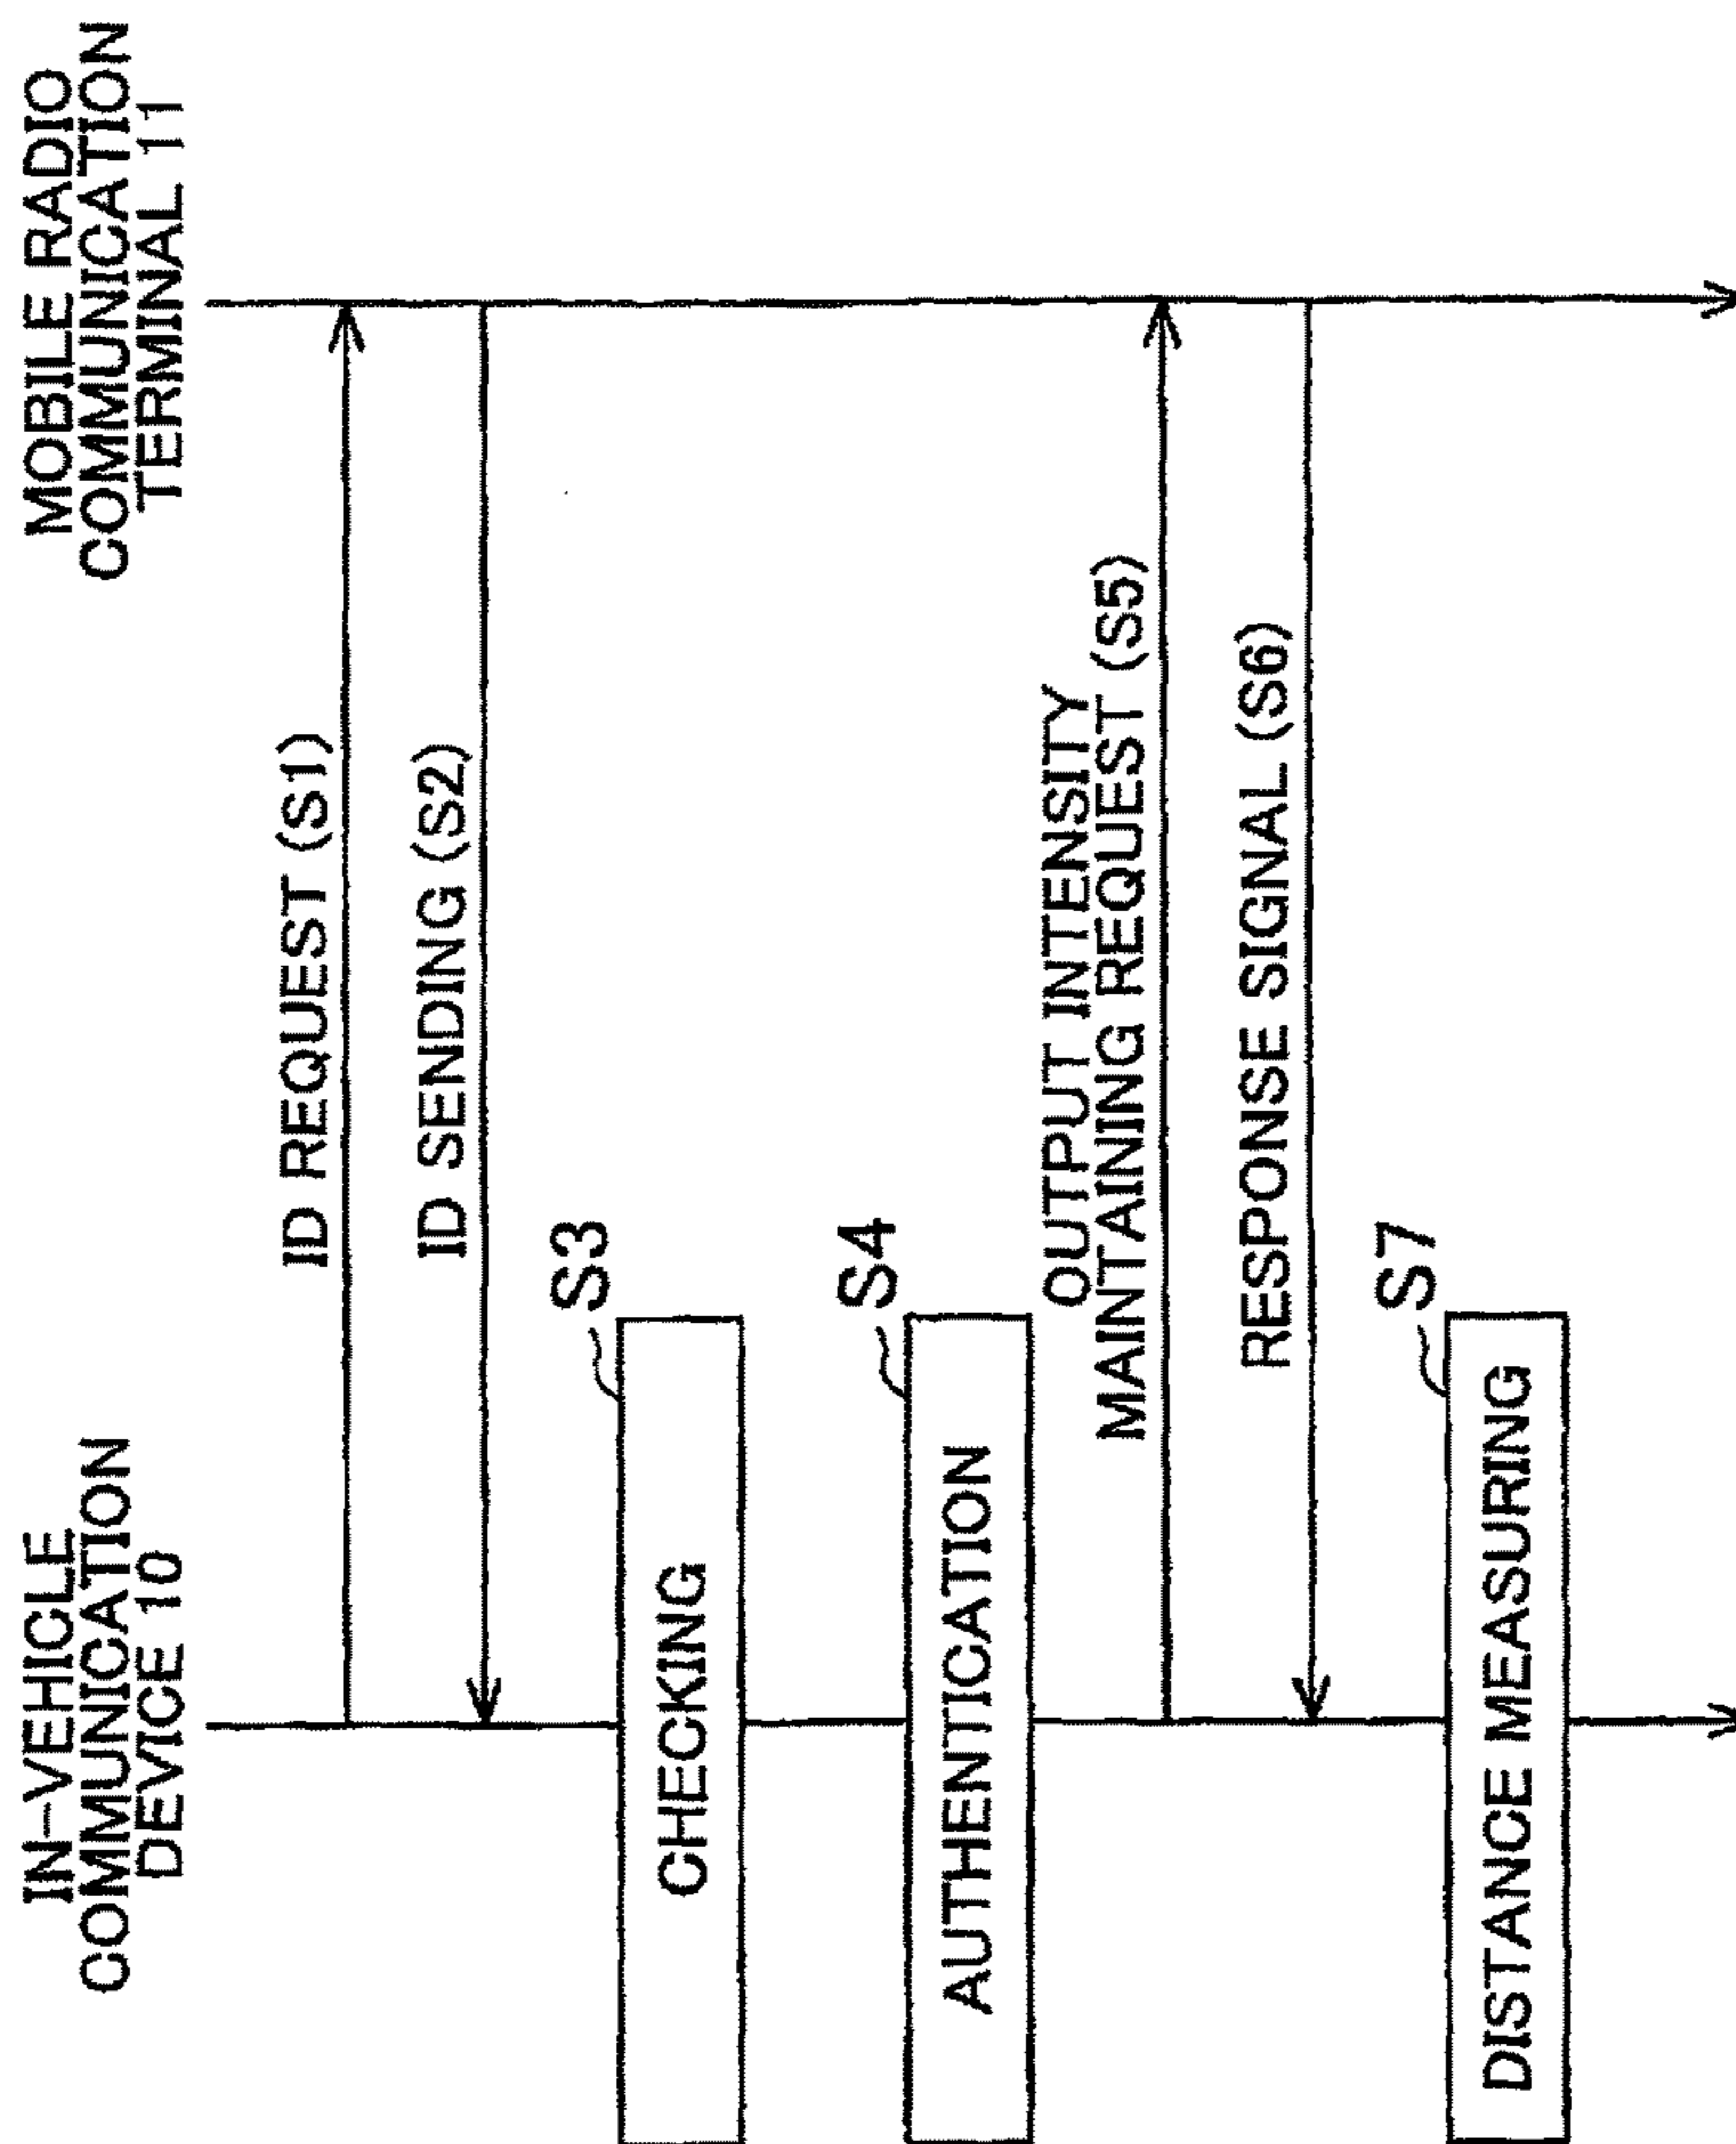 IN-VEHICLE
COMMUNICATION
DEVICE 10
MOBILE RADIO
COMMUNICATION
TERMINAL 11
ID REQUEST (S1)
ID SENDING (S2)
S3
CHECKING
S4
AUTHENTICATION
OUTPUT INTENSITY
MAINTAINING REQUEST (S5)
RESPONSE SIGNAL (S6)
S7
DISTANCE MEASURING